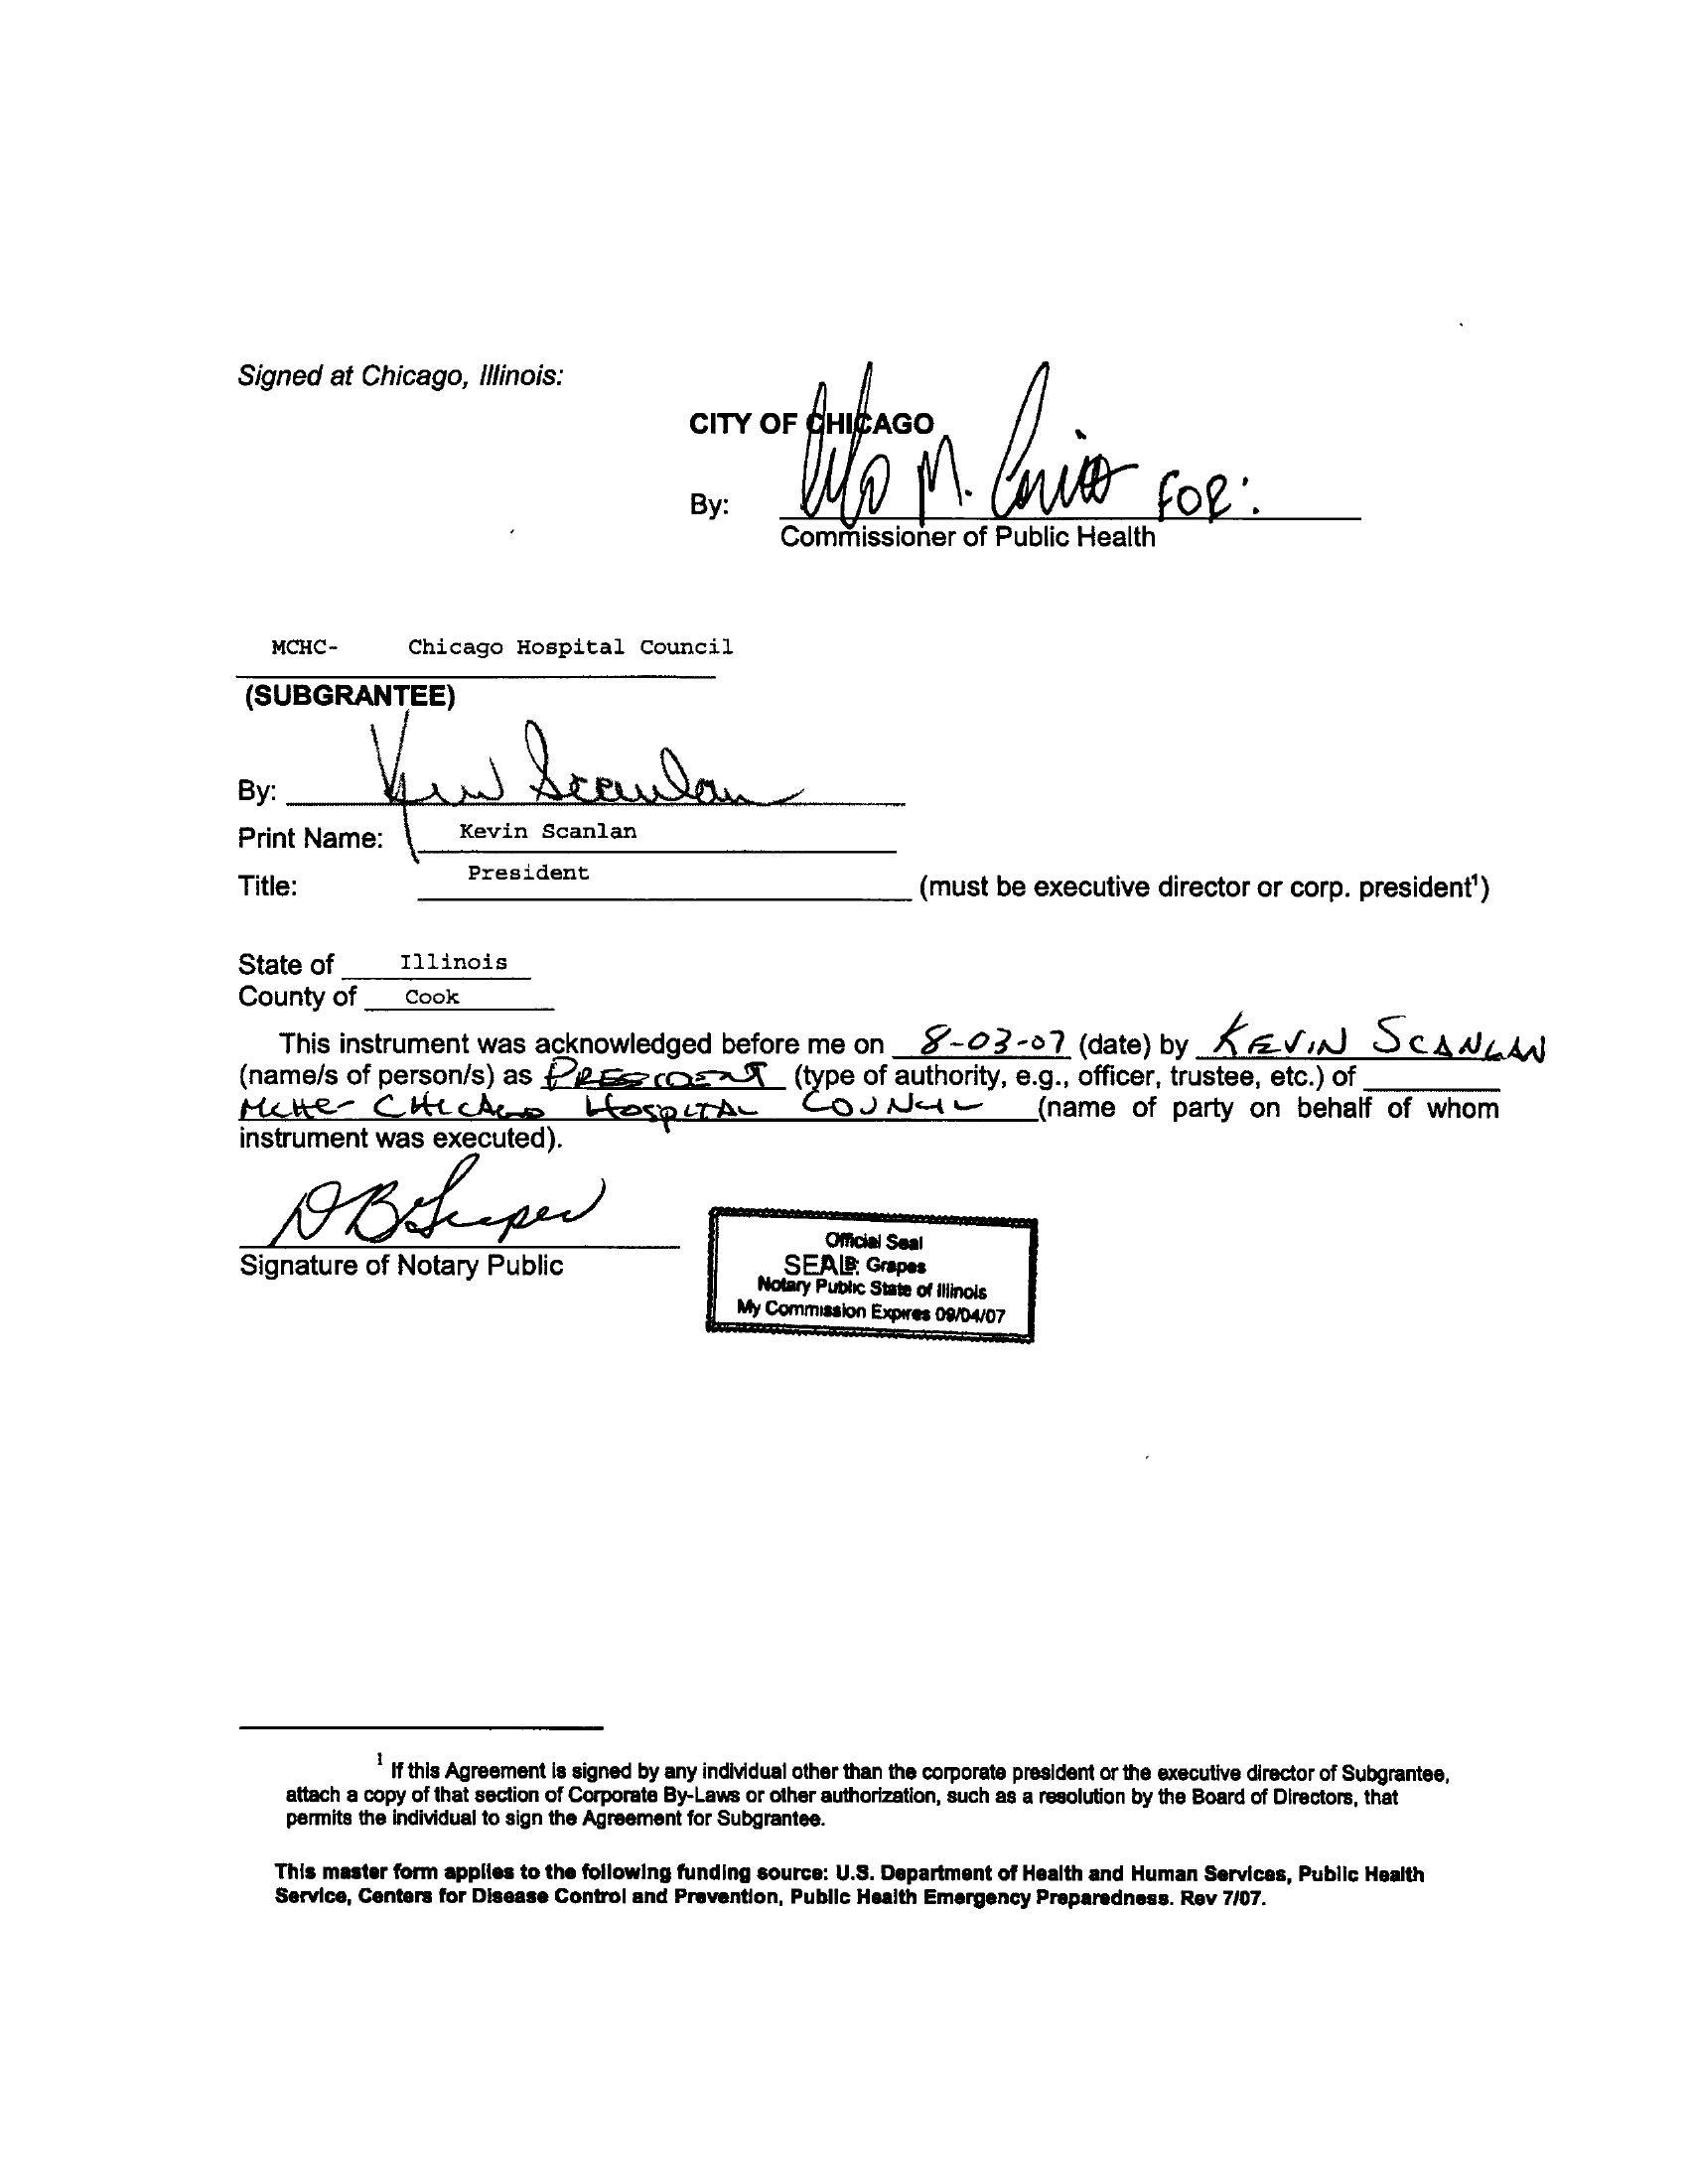 Signed at Chicago, Illinois:
CITY OF CHICAGO
By: M. FOR:
Commissioner of Public Health
MCHC- Chicago Hospital Council
(SUBGRANTEE)
By: Kevin Scanlan
Print Name: Kevin Scanlan
Title: President (must be executive director or corp. president¹)
State of Illinois
County of Cook
This instrument was acknowledged before me on 8-03-07 (date) by KEVIN SCANLAN
(name/s of person/s) as PRESIDENT (type of authority, e.g., officer, trustee, etc.) of
MCHC- CHICAGO HOSPITAL COUNCIL (name of party on behalf of whom
instrument was executed).
D B Grapes
Signature of Notary Public
Official Seal
SEAL B. Grapes
Notary Public State of Illinois
My Commission Expires 09/04/07
¹ If this Agreement is signed by any individual other than the corporate president or the executive director of Subgrantee,
attach a copy of that section of Corporate By-Laws or other authorization, such as a resolution by the Board of Directors, that
permits the individual to sign the Agreement for Subgrantee.
This master form applies to the following funding source: U.S. Department of Health and Human Services, Public Health
Service, Centers for Disease Control and Prevention, Public Health Emergency Preparedness. Rev 7/07.